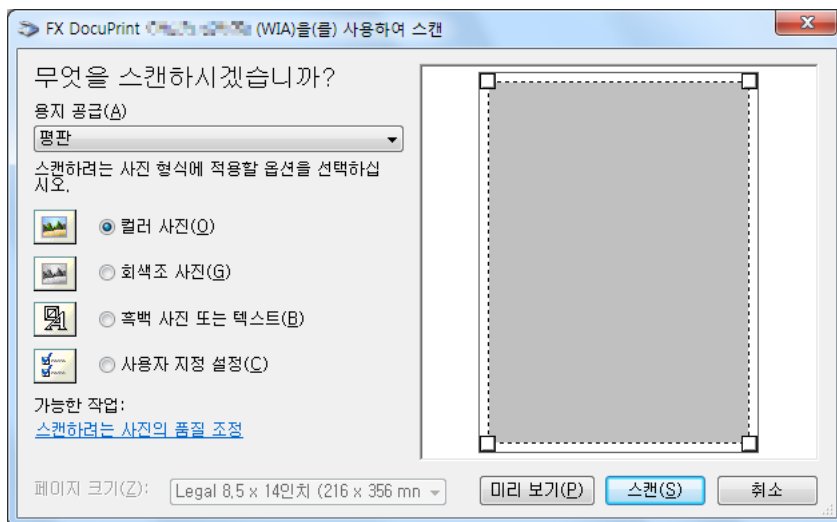 FX DocuPrint (WIA)을(를) 사용하여 스캔
무엇을 스캔하시겠습니까?
용지 공급(A)
평판
스캔하려는 사진 형식에 적용할 옵션을 선택하십
시오.
컬러 사진(O)
회색조 사진(G)
흑백 사진 또는 텍스트(B)
사용자 지정 설정(C)
가능한 작업:
스캔하려는 사진의 품질 조정
페이지 크기(Z): Legal 8,5 x 14인치 (216 x 356 mn
미리 보기(P) 스캔(S) 취소